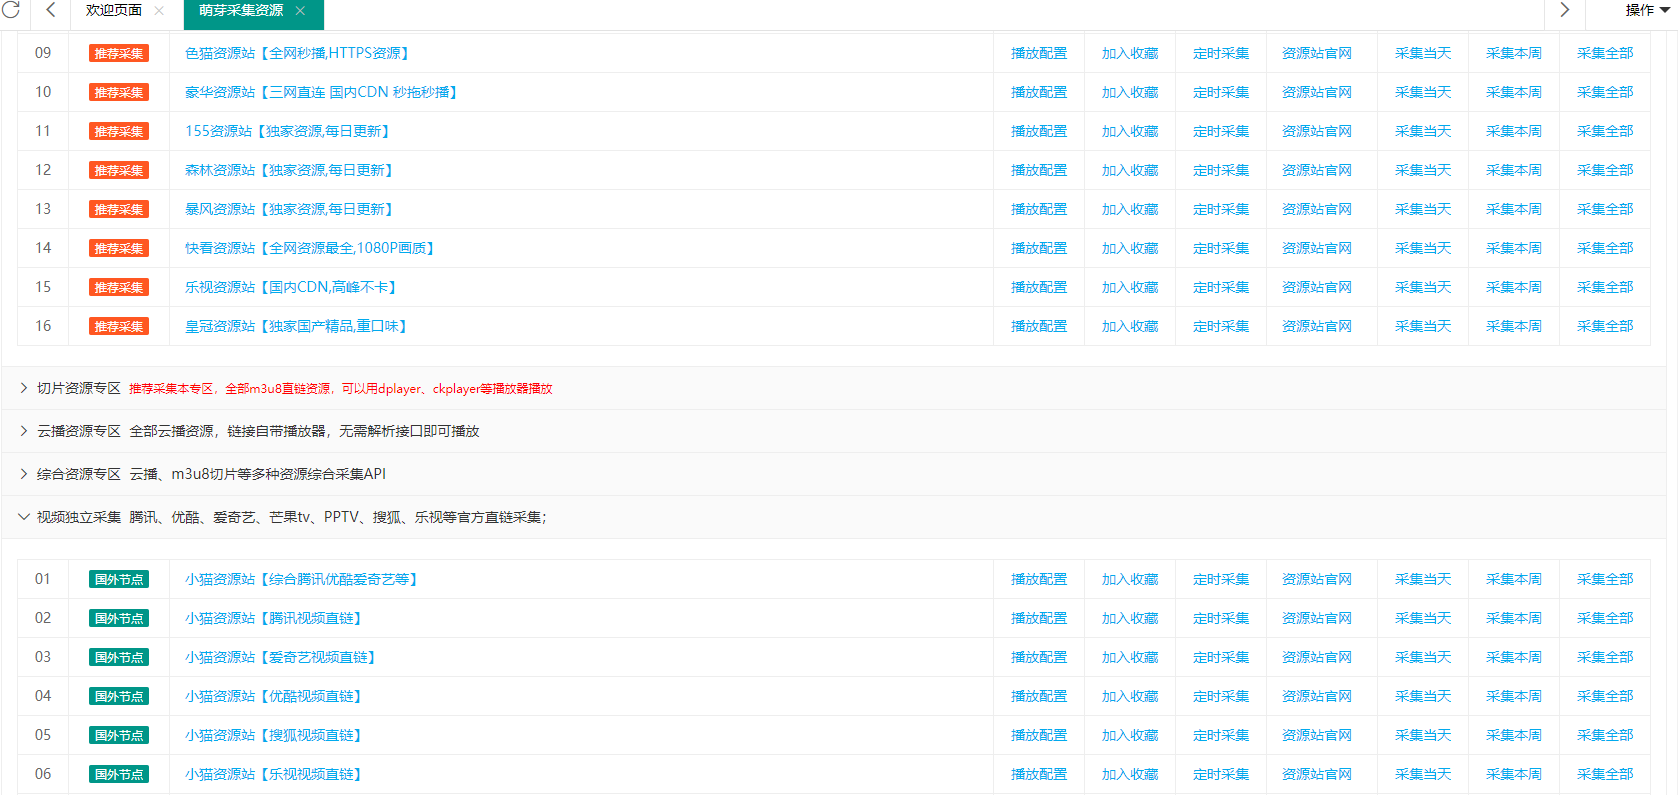 欢迎页面 萌芽采集资源 操作
09 推荐采集 色猫资源站【全网秒播,HTTPS资源】 播放配置 加入收藏 定时采集 资源站官网 采集当天 采集本周 采集全部
10 推荐采集 豪华资源站【三网直连 国内CDN 秒拖秒播】 播放配置 加入收藏 定时采集 资源站官网 采集当天 采集本周 采集全部
11 推荐采集 155资源站【独家资源,每日更新】 播放配置 加入收藏 定时采集 资源站官网 采集当天 采集本周 采集全部
12 推荐采集 森林资源站【独家资源,每日更新】 播放配置 加入收藏 定时采集 资源站官网 采集当天 采集本周 采集全部
13 推荐采集 暴风资源站【独家资源,每日更新】 播放配置 加入收藏 定时采集 资源站官网 采集当天 采集本周 采集全部
14 推荐采集 快看资源站【全网资源最全,1080P画质】 播放配置 加入收藏 定时采集 资源站官网 采集当天 采集本周 采集全部
15 推荐采集 乐视资源站【国内CDN,高峰不卡】 播放配置 加入收藏 定时采集 资源站官网 采集当天 采集本周 采集全部
16 推荐采集 皇冠资源站【独家国产精品,重口味】 播放配置 加入收藏 定时采集 资源站官网 采集当天 采集本周 采集全部
切片资源专区 推荐采集本专区，全部m3u8直链资源，可以用dplayer、ckplayer等播放器播放
云播资源专区 全部云播资源，链接自带播放器，无需解析接口即可播放
综合资源专区 云播、m3u8切片等多种资源综合采集API
视频独立采集 腾讯、优酷、爱奇艺、芒果tv、PPTV、搜狐、乐视等官方直链采集；
01 国外节点 小猫资源站【综合腾讯优酷爱奇艺等】 播放配置 加入收藏 定时采集 资源站官网 采集当天 采集本周 采集全部
02 国外节点 小猫资源站【腾讯视频直链】 播放配置 加入收藏 定时采集 资源站官网 采集当天 采集本周 采集全部
03 国外节点 小猫资源站【爱奇艺视频直链】 播放配置 加入收藏 定时采集 资源站官网 采集当天 采集本周 采集全部
04 国外节点 小猫资源站【优酷视频直链】 播放配置 加入收藏 定时采集 资源站官网 采集当天 采集本周 采集全部
05 国外节点 小猫资源站【搜狐视频直链】 播放配置 加入收藏 定时采集 资源站官网 采集当天 采集本周 采集全部
06 国外节点 小猫资源站【乐视视频直链】 播放配置 加入收藏 定时采集 资源站官网 采集当天 采集本周 采集全部